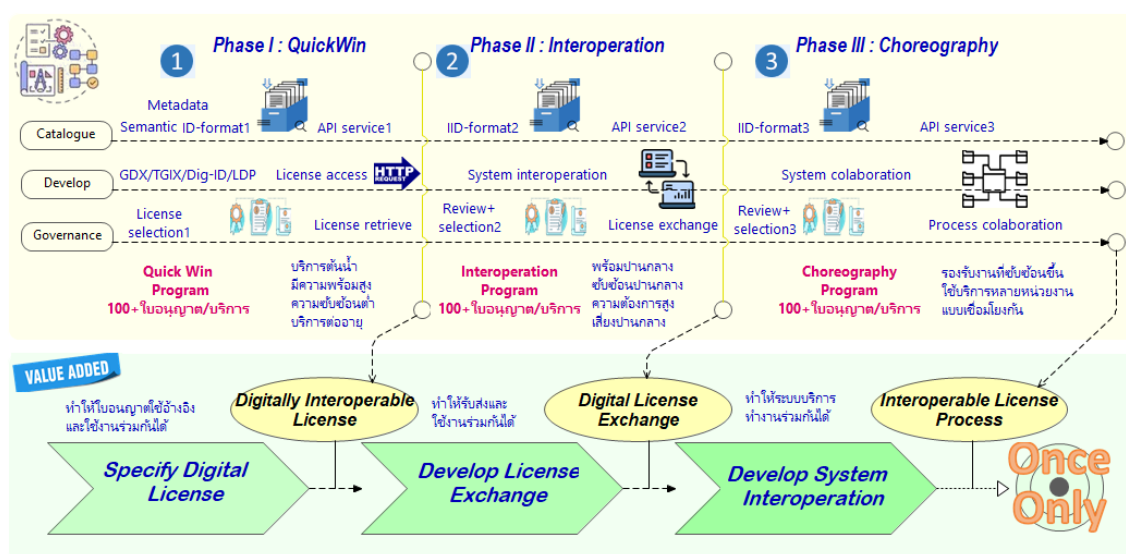 1 Phase I : QuickWin
2 Phase II : Interoperation
3 Phase III : Choreography
Catalogue
Metadata
Semantic ID-format1
API service1
IID-format2
API service2
IID-format3
API service3
Develop
GDX/TGIX/Dig-ID/LDP
License access
HTTP
REQUEST
System interoperation
System colaboration
Governance
License
selection1
License retrieve
Review+
selection2
License exchange
Review+
selection3
Process colaboration
Quick Win
Program
100+ใบอนุญาต/บริการ
บริการต้นน้ำ
มีความพร้อมสูง
ความซับซ้อนต่ำ
บริการต่ออายุ
Interoperation
Program
100+ใบอนุญาต/บริการ
พร้อมปานกลาง
ซับซ้อนปานกลาง
ความต้องการสูง
เสี่ยงปานกลาง
Choreography
Program
100+ใบอนุญาต/บริการ
รองรับงานที่ซับซ้อนขึ้น
ใช้บริการหลายหน่วยงาน
แบบเชื่อมโยงกัน
VALUE ADDED
ทำให้ใบอนุญาตใช้อ้างอิง
และใช้งานร่วมกันได้
Digitally Interoperable
License
ทำให้รับส่งและ
ใช้งานร่วมกันได้
Digital License
Exchange
ทำให้ระบบบริการ
ทำงานร่วมกันได้
Interoperable License
Process
Specify Digital
License
Develop License
Exchange
Develop System
Interoperation
Once
Only